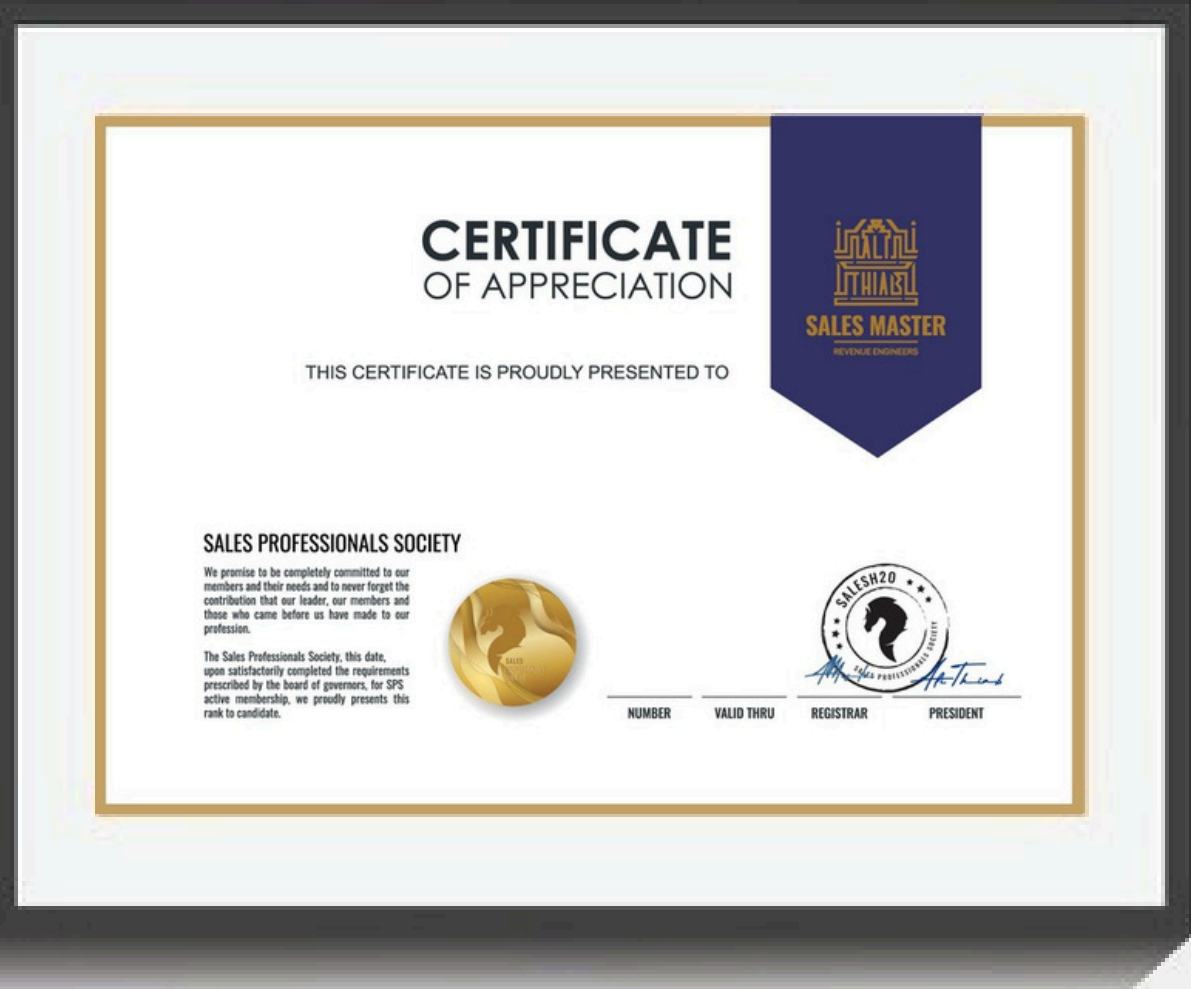 CERTIFICATE
OF APPRECIATION
THIS CERTIFICATE IS PROUDLY PRESENTED TO
ALI
THIAB
SALES MASTER
REVENUE ENGINEERS
SALES PROFESSIONALS SOCIETY
We promise to be completely committed to our
members and their needs and to never forget the
contribution that our leader, our members and
those who came before us have made to our
profession.
The Sales Professionals Society, this date,
upon satisfactorily completed the requirements
prescribed by the board of governors, for SPS
active membership, we proudly presents this
rank to candidate.
SALES
SALESH20
SALES PROFESSIONALS SOCIETY
NUMBER
VALID THRU
REGISTRAR
PRESIDENT